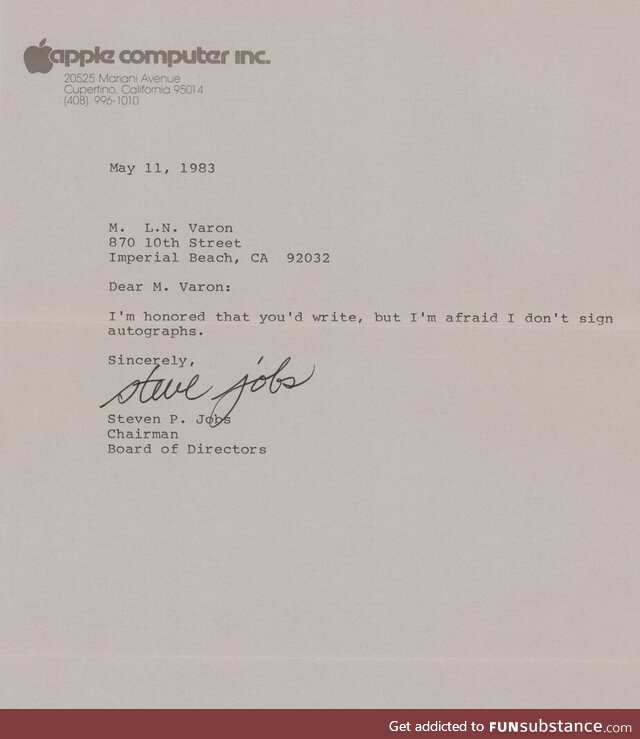 apple computer inc.
20525 Mariani Avenue
Cupertino, California 95014
(408) 996-1010
May 11, 1983
M.  L.N. Varon
870 10th Street
Imperial Beach, CA  92032
Dear M. Varon:
I'm honored that you'd write, but I'm afraid I don't sign
autographs.
Sincerely,
steve jobs
Steven P. Jobs
Chairman
Board of Directors
Get addicted to FUNsubstance.com